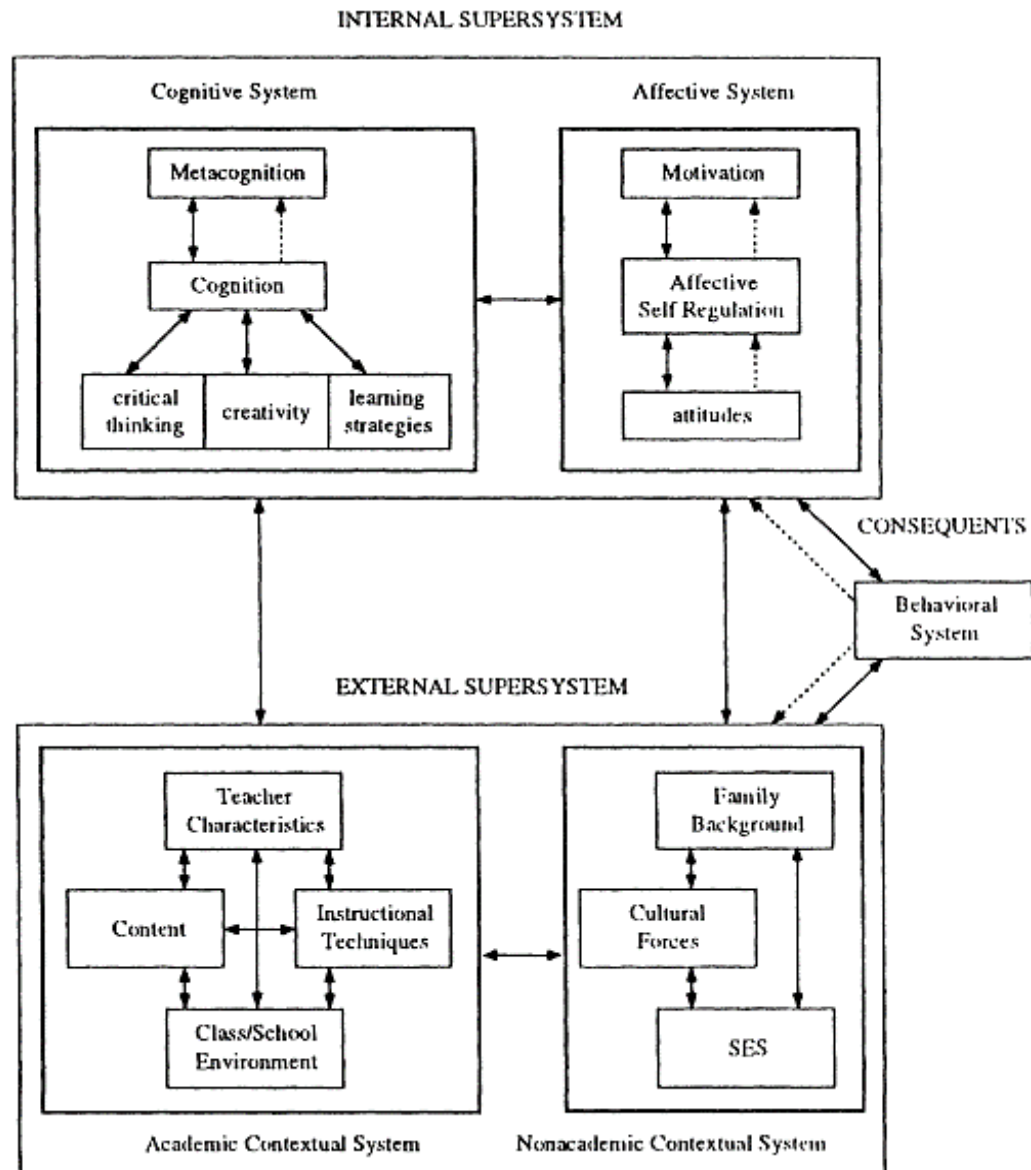 INTERNAL SUPERSYSTEM
Cognitive System
Affective System
Metacognition
Motivation
Cognition
Affective
Self Regulation
critical
thinking
creativity
learning
strategies
attitudes
CONSEQUENTS
Behavioral
System
EXTERNAL SUPERSYSTEM
Teacher
Characteristics
Family
Background
Content
Instructional
Techniques
Cultural
Forces
Class/School
Environment
SES
Academic Contextual System
Nonacademic Contextual System